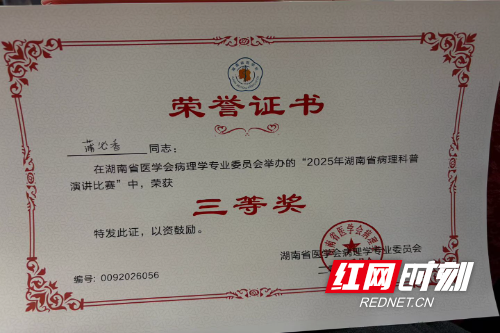 荣誉证书
蒲沁香同志:
在湖南省医学会病理学专业委员会举办的“2025年湖南省病理科普
演讲比赛”中,荣获
三等奖
特发此证,以资鼓励。
湖南省医学会病理学专业委员会
编号: 0092026056
红网时刻
REDNET.CN